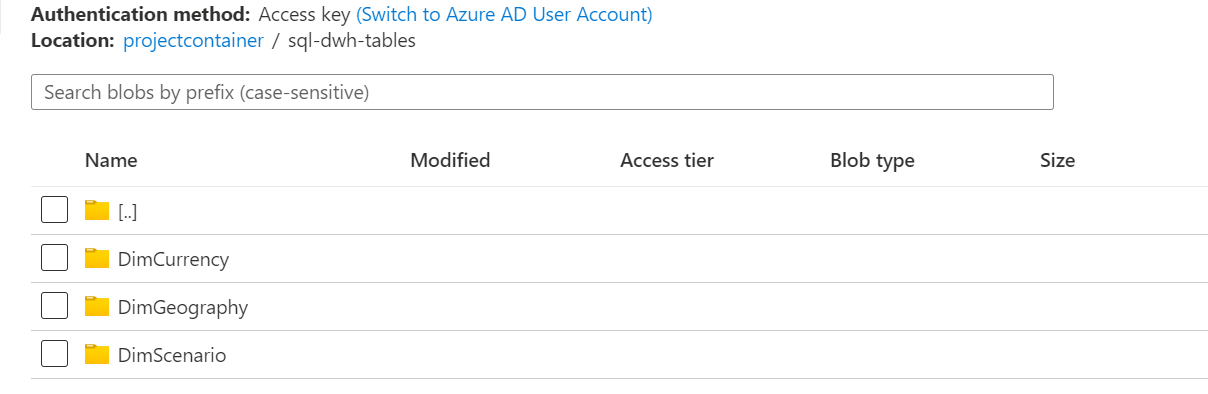 Authentication method: Access key (Switch to Azure AD User Account)
Location: projectcontainer / sql-dwh-tables
Search blobs by prefix (case-sensitive)
Name Modified Access tier Blob type Size
[..]
DimCurrency
DimGeography
DimScenario